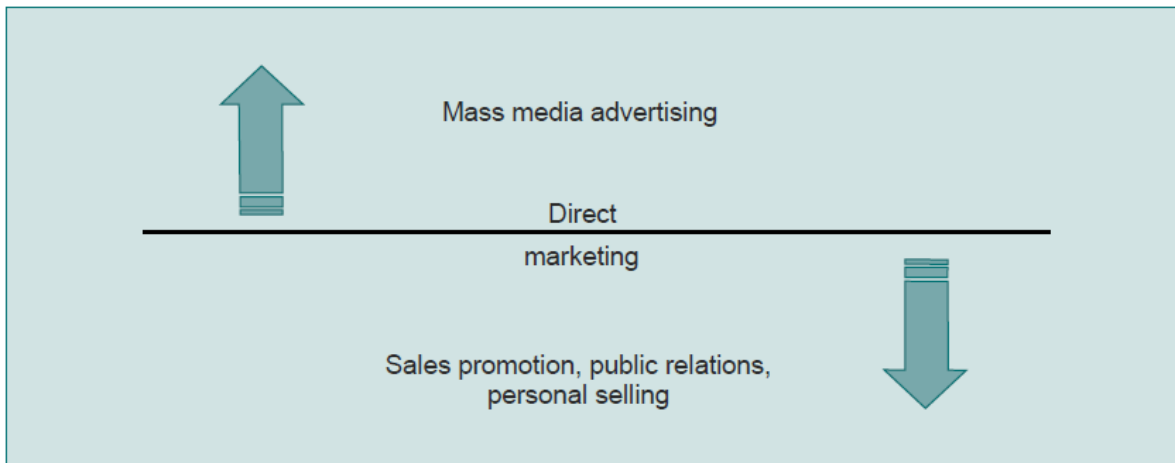 Mass media advertising
Direct
marketing
Sales promotion, public relations,
personal selling